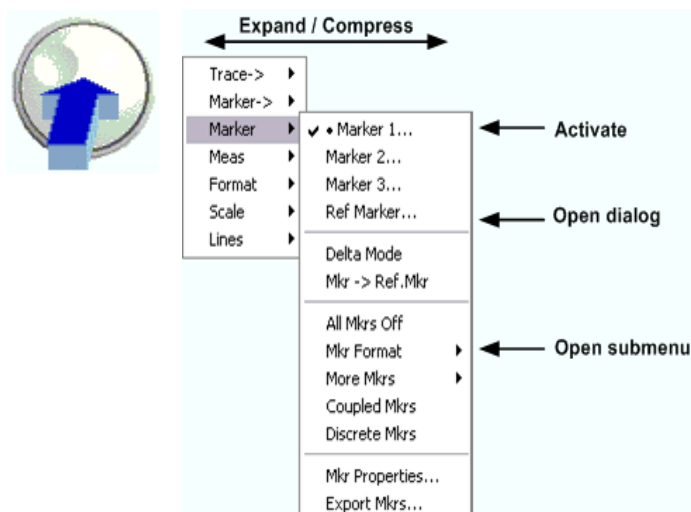 Expand / Compress
Trace->
Marker->
Marker
Meas
Format
Scale
Lines
• Marker 1...
Marker 2...
Marker 3...
Ref Marker...
Delta Mode
Mkr -> Ref.Mkr
All Mkrs Off
Mkr Format
More Mkrs
Coupled Mkrs
Discrete Mkrs
Mkr Properties...
Export Mkrs...
Activate
Open dialog
Open submenu